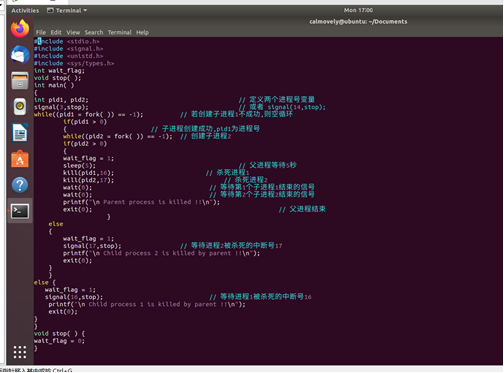 Activities Terminal Mon 17:00
calmovely@ubuntu: ~/Documents
File Edit View Search Terminal Help
#include <stdio.h>
#include <signal.h>
#include <unistd.h>
#include <sys/types.h>
int wait_flag;
void stop( );
int main( )
{
int pid1, pid2; // 定义两个进程号变量
signal(3,stop); // 或者 signal(14,stop);
while((pid1 = fork( )) == -1); // 若创建子进程1不成功,则空循环
if(pid1 > 0)
{ // 子进程创建成功,pid1为进程号
while((pid2 = fork( )) == -1); // 创建子进程2
if(pid2 > 0)
{
wait_flag = 1;
sleep(5); // 父进程等待5秒
kill(pid1,16); // 杀死进程1
kill(pid2,17); // 杀死进程2
wait(0); // 等待第1个子进程1结束的信号
wait(0); // 等待第2个子进程2结束的信号
printf("\n Parent process is killed !!\n");
exit(0); // 父进程结束
}
else
{
wait_flag = 1;
signal(17,stop); // 等待进程2被杀死的中断号17
printf("\n Child process 2 is killed by parent !!\n");
exit(0);
}
}
else {
wait_flag = 1;
signal(16,stop); // 等待进程1被杀死的中断号16
printf("\n Child process 1 is killed by parent !!\n");
exit(0);
}
}
void stop( ) {
wait_flag = 0;
}